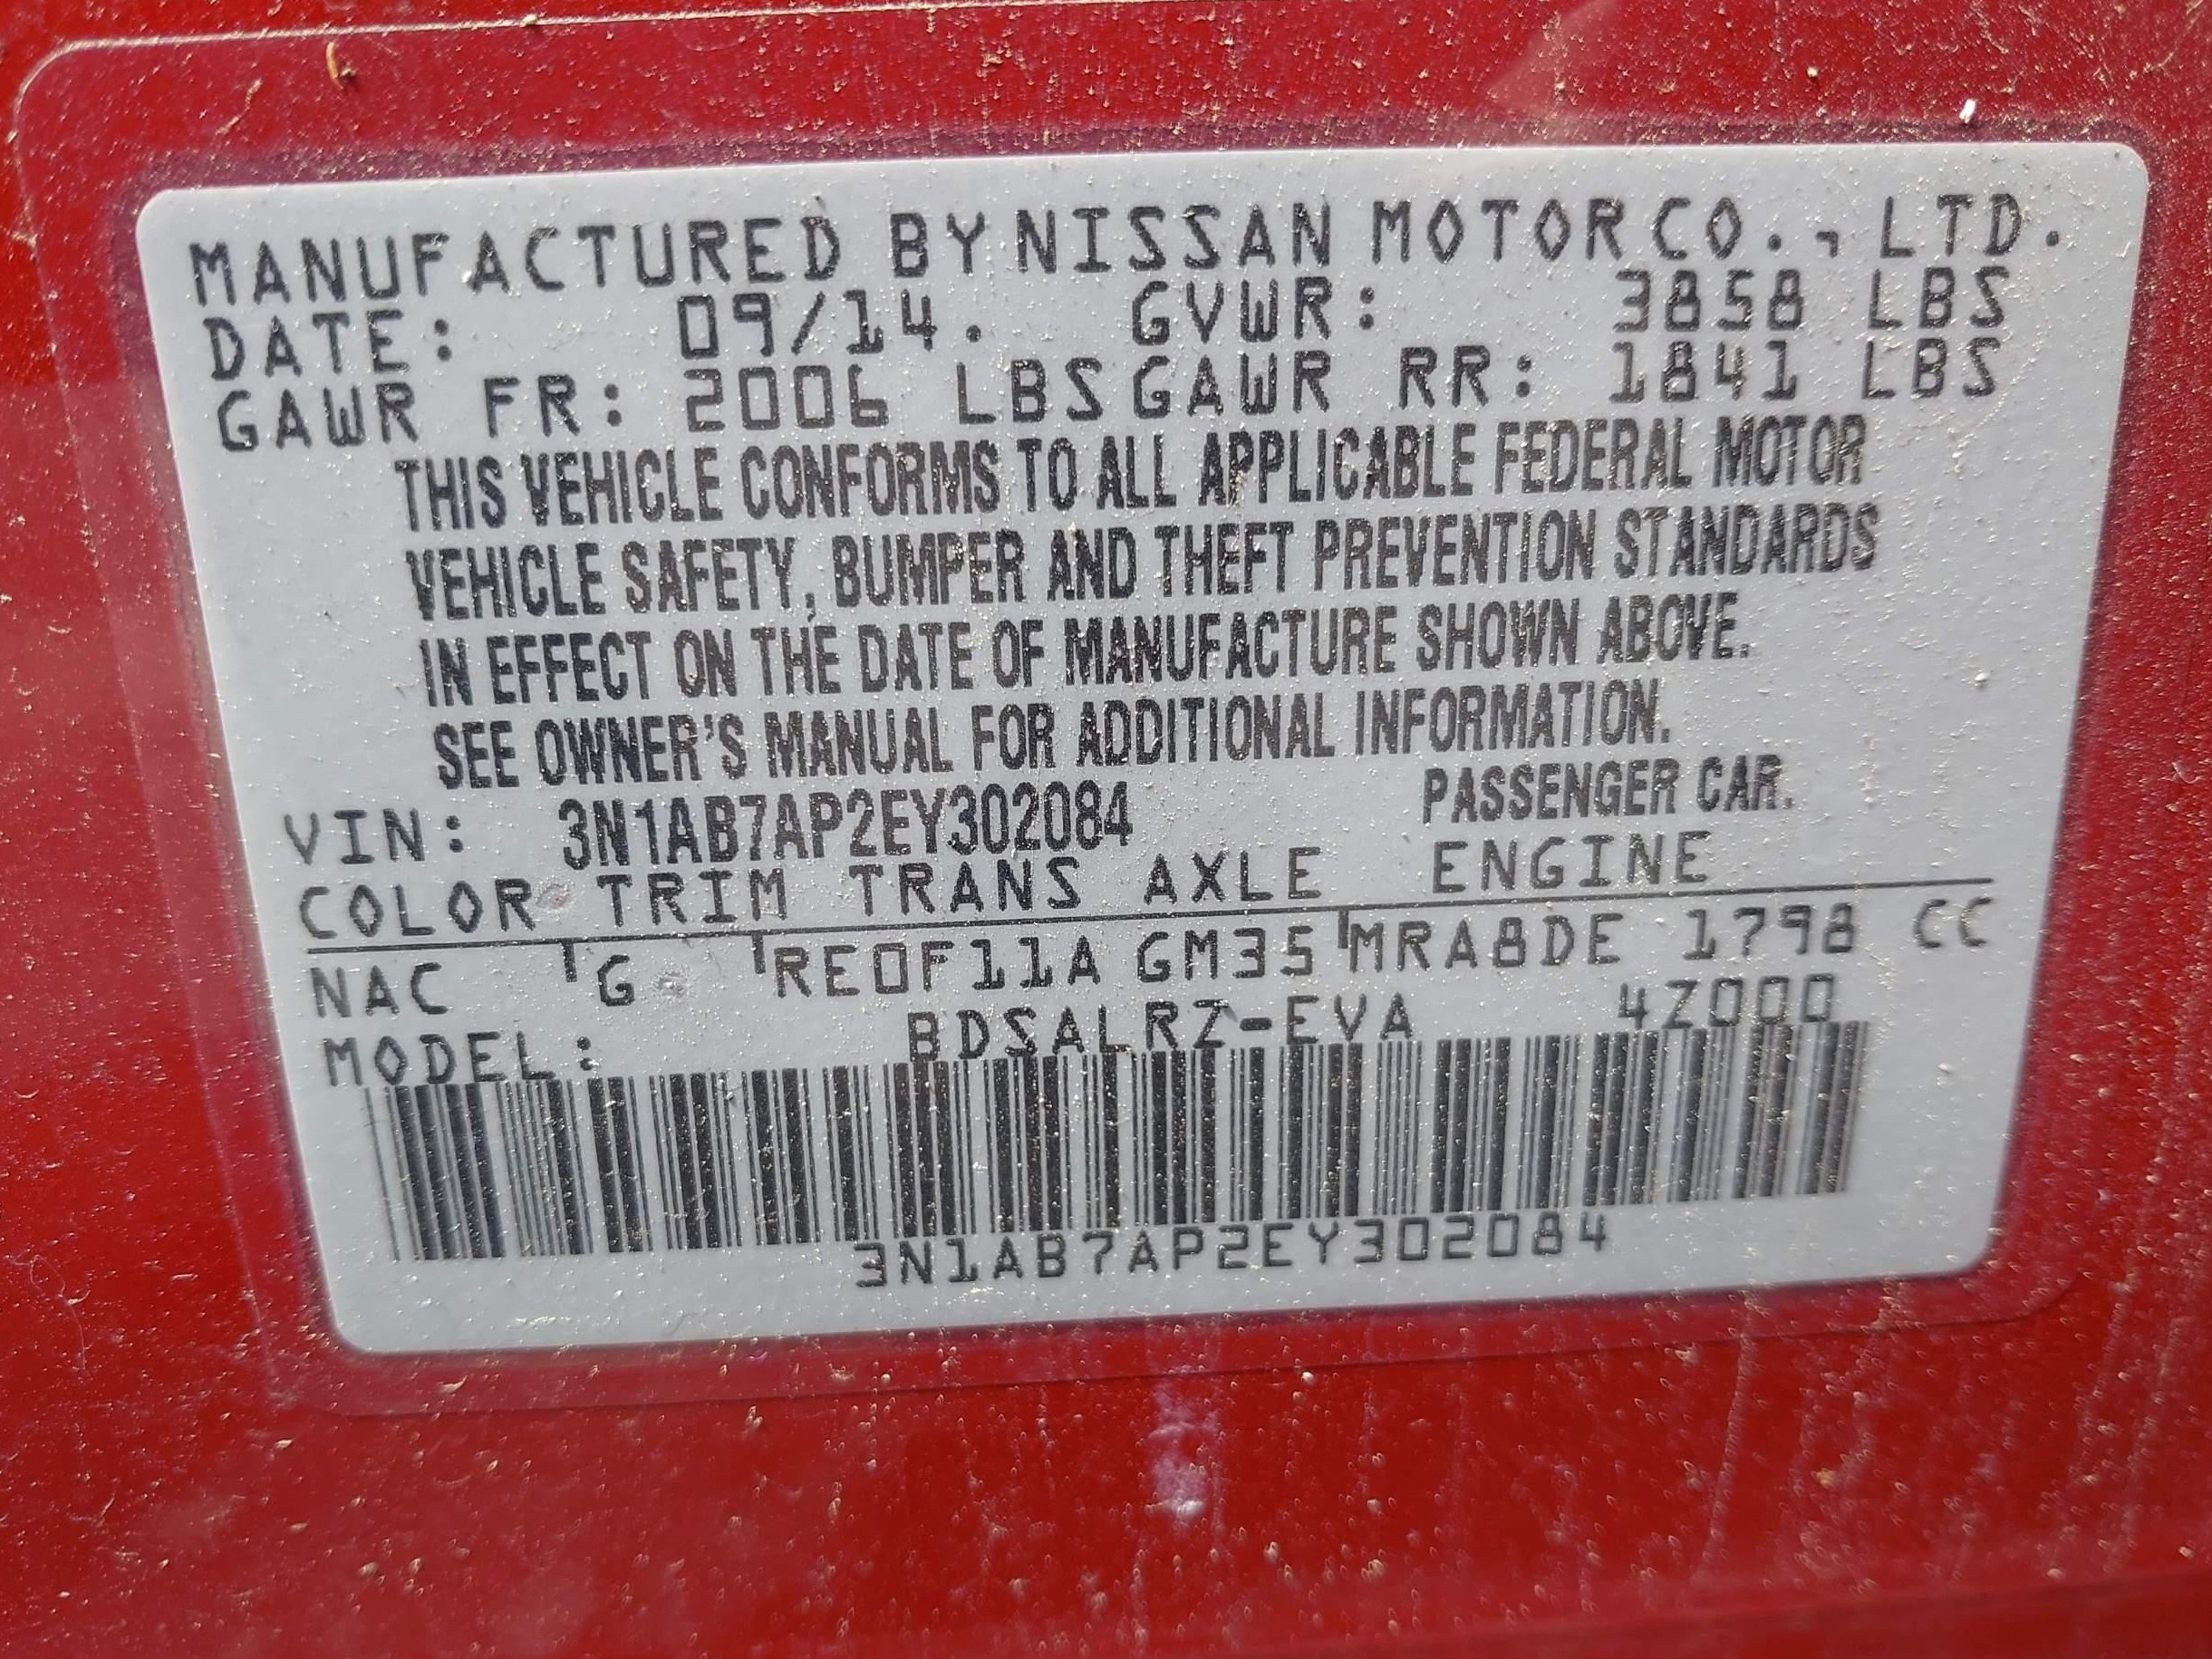 MANUFACTURED BY NISSAN MOTOR CO., LTD.
DATE: 09/14. GVWR: 3858 LBS
GAWR FR: 2006 LBS GAWR RR: 1841 LBS
THIS VEHICLE CONFORMS TO ALL APPLICABLE FEDERAL MOTOR
VEHICLE SAFETY, BUMPER AND THEFT PREVENTION STANDARDS
IN EFFECT ON THE DATE OF MANUFACTURE SHOWN ABOVE.
SEE OWNER'S MANUAL FOR ADDITIONAL INFORMATION.
VIN: 3N1AB7AP2EY302084 PASSENGER CAR.
COLOR TRIM TRANS AXLE ENGINE
NAC G RE0F11A GM35 MRA8DE 1798 CC
MODEL: BDSALRZ-EVA 4Z000
3N1AB7AP2EY302084